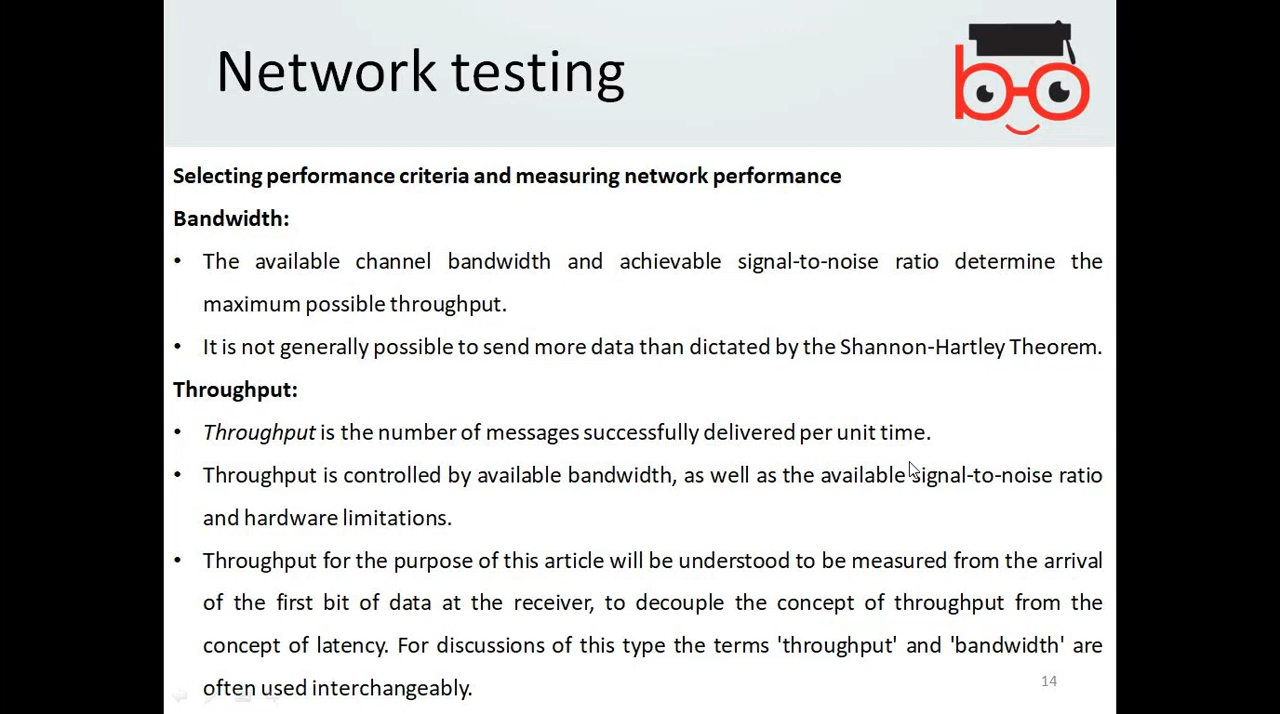 Network testing
Selecting performance criteria and measuring network performance
Bandwidth:
• The available channel bandwidth and achievable signal-to-noise ratio determine the
maximum possible throughput.
• It is not generally possible to send more data than dictated by the Shannon-Hartley Theorem.
Throughput:
• Throughput is the number of messages successfully delivered per unit time.
• Throughput is controlled by available bandwidth, as well as the available signal-to-noise ratio
and hardware limitations.
• Throughput for the purpose of this article will be understood to be measured from the arrival
of the first bit of data at the receiver, to decouple the concept of throughput from the
concept of latency. For discussions of this type the terms 'throughput' and 'bandwidth' are
often used interchangeably.
14